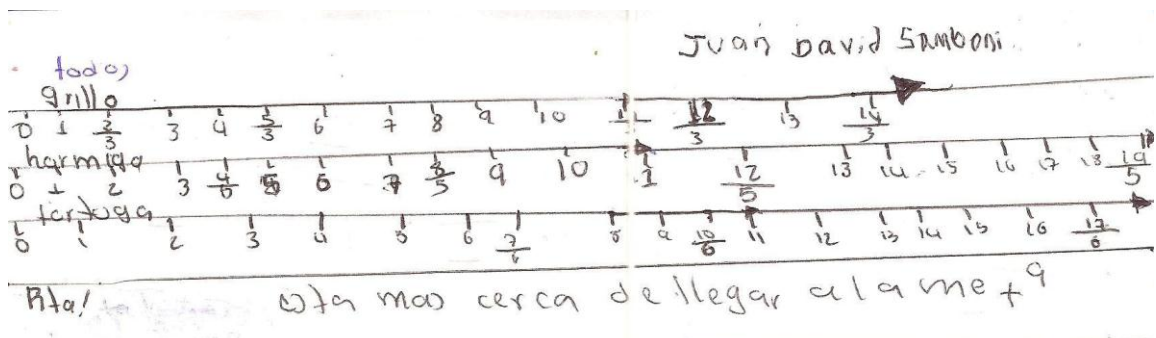 Juan David Samboni
todos
grillo
0 1 2/3 3 4 5/3 6 7 8 9 10 11 12/3 13 14/3
harmiga
0 1 2 3 4/5 5 6 7 8/5 9 10 12/5 13 14 15 16 17 18 19/5
tortuga
0 1 2 3 4 5 6 7/6 8 9 10/6 11 12 13 14 15 16 17/6
Rta! esta mas cerca de llegar a la meta